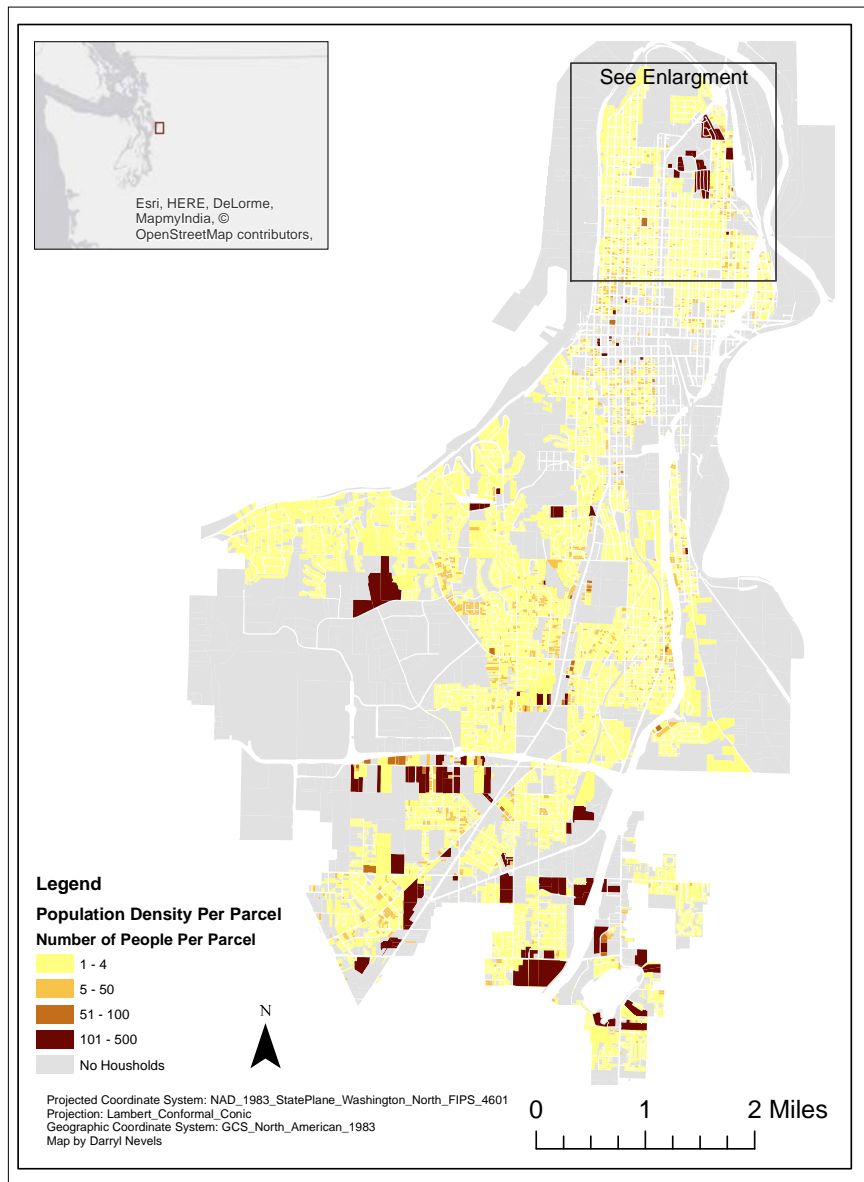 See Enlargment
Esri, HERE, DeLorme,
MapmyIndia, ©
OpenStreetMap contributors,
Legend
Population Density Per Parcel
Number of People Per Parcel
1 - 4
5 - 50
51 - 100
101 - 500
No Housholds
N
Projected Coordinate System: NAD_1983_StatePlane_Washington_North_FIPS_4601
Projection: Lambert_Conformal_Conic
Geographic Coordinate System: GCS_North_American_1983
Map by Darryl Nevels
0 1 2 Miles